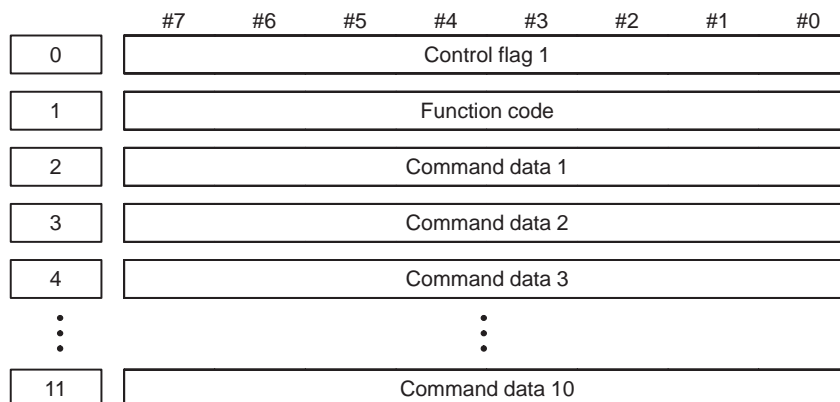 #7 #6 #5 #4 #3 #2 #1 #0
0 Control flag 1
1 Function code
2 Command data 1
3 Command data 2
4 Command data 3
11 Command data 10